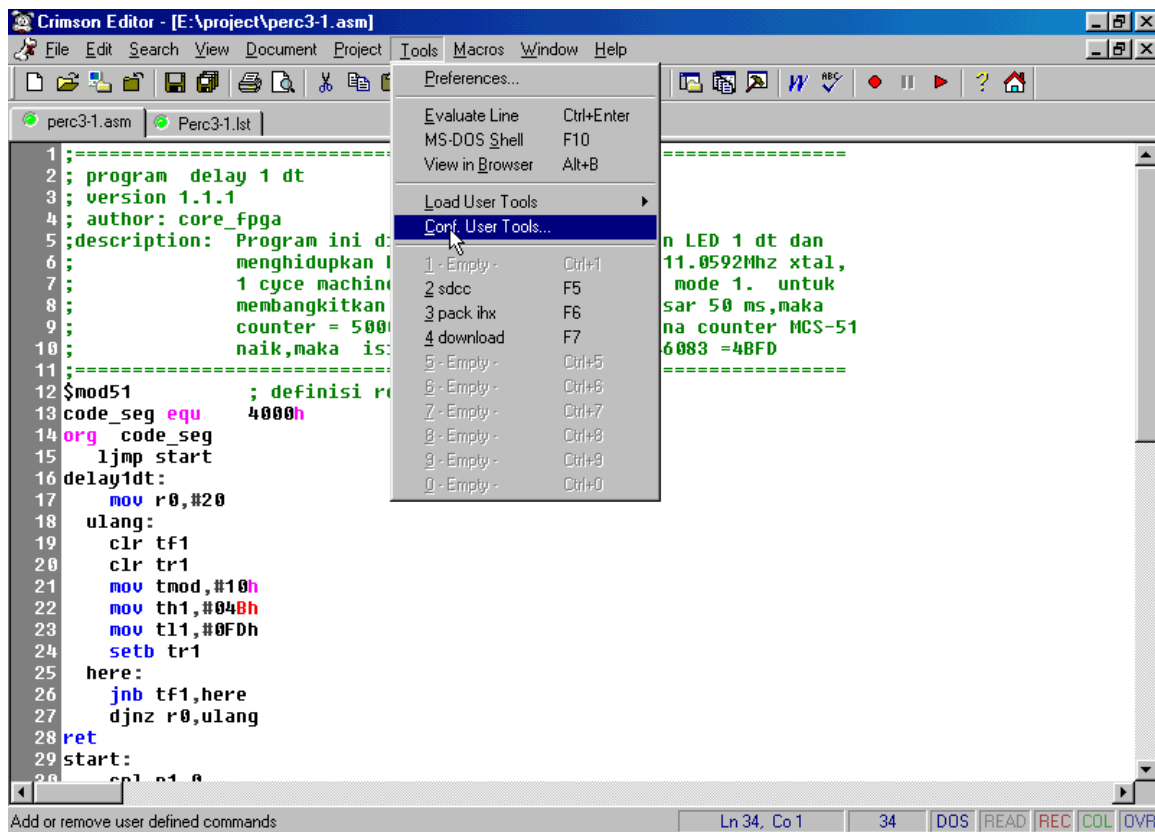 Crimson Editor - [E:\project\perc3-1.asm]
File Edit Search View Document Project Tools Macros Window Help
ABC
perc3-1.asm Perc3-1.lst
Preferences...
Evaluate Line Ctrl+Enter
MS-DOS Shell F10
View in Browser Alt+B
Load User Tools
Conf. User Tools...
1 - Empty - Ctrl+1
2 sdcc F5
3 pack ihx F6
4 download F7
5 - Empty - Ctrl+5
6 - Empty - Ctrl+6
7 - Empty - Ctrl+7
8 - Empty - Ctrl+8
9 - Empty - Ctrl+9
0 - Empty - Ctrl+0
1 ;=========================== ================
2 ; program  delay 1 dt
3 ; version 1.1.1
4 ; author: core_fpga
5 ;description:  Program ini d n LED 1 dt dan
6 ;              menghidupkan 11.0592Mhz xtal,
7 ;              1 cyce machin mode 1.  untuk
8 ;              membangkitkan sar 50 ms,maka
9 ;              counter = 500 na counter MCS-51
10 ;              naik,maka  is 6083 =4BFD
11 ;=========================== ================
12 $mod51          ; definisi r
13 code_seg equ    4000h
14 org  code_seg
15    ljmp start
16 delay1dt:
17     mov r0,#20
18   ulang:
19     clr tf1
20     clr tr1
21     mov tmod,#10h
22     mov th1,#04Bh
23     mov tl1,#0FDh
24     setb tr1
25   here:
26     jnb tf1,here
27     djnz r0,ulang
28 ret
29 start:
30     cpl p1.0
Add or remove user defined commands Ln 34, Co 1 34 DOS READ REC COL OVR